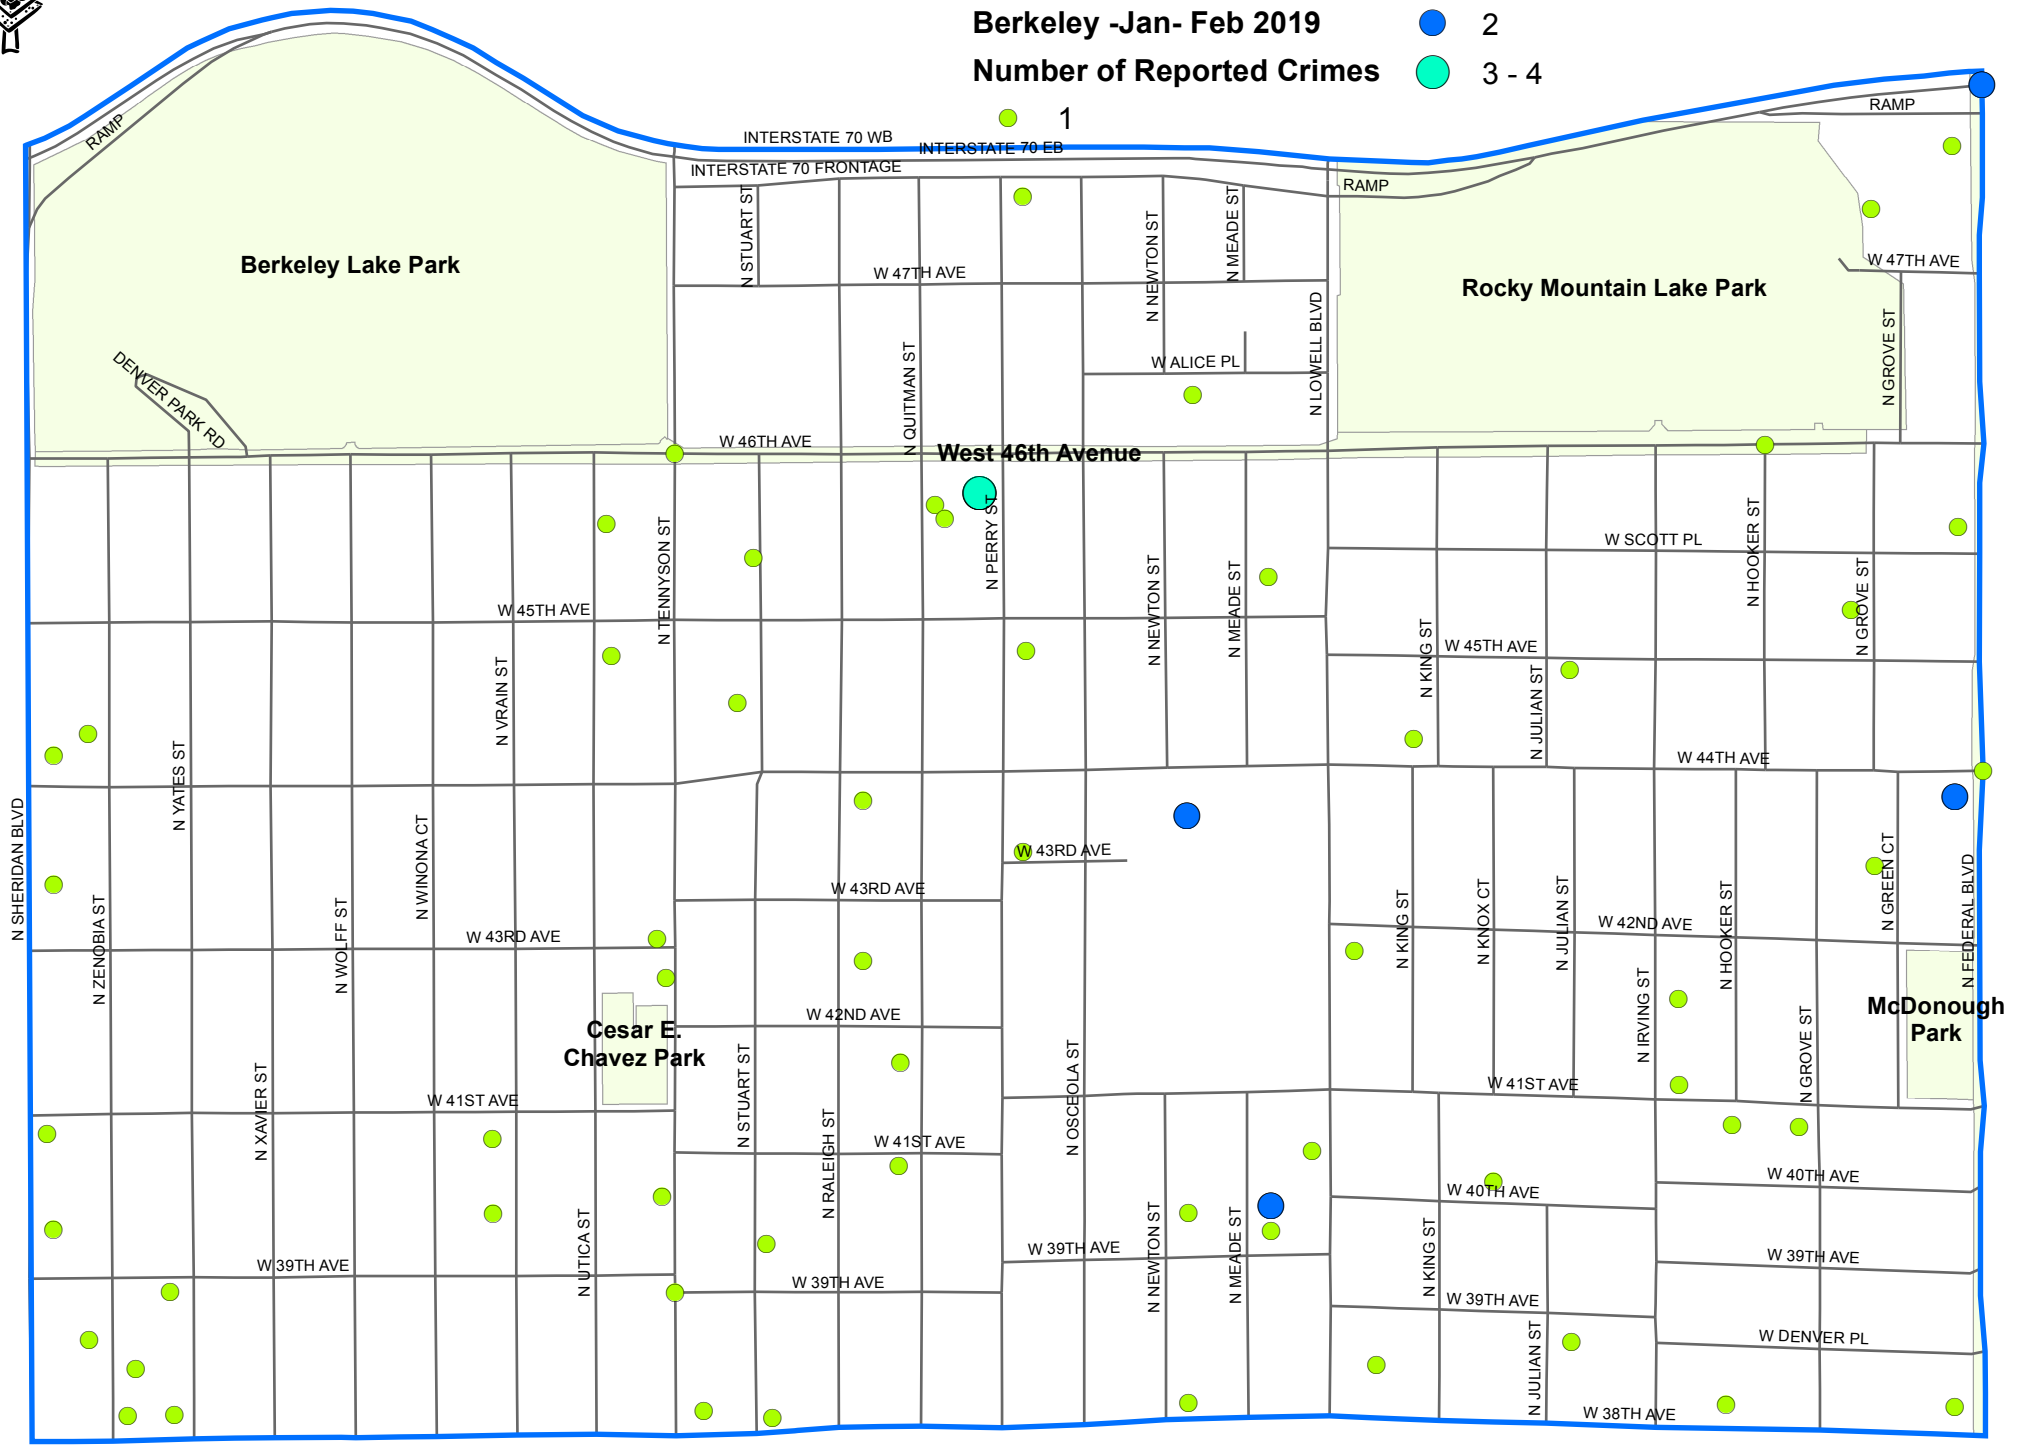 Berkeley -Jan- Feb 2019
2
Number of Reported Crimes
3 - 4
1
RAMP
RAMP
INTERSTATE 70 WB
INTERSTATE 70 EB
INTERSTATE 70 FRONTAGE
RAMP
N STUART ST
N NEWTON ST
N MEADE ST
Berkeley Lake Park
W 47TH AVE
W 47TH AVE
Rocky Mountain Lake Park
N LOWELL BLVD
N GROVE ST
DENVER PARK RD
N QUITMAN ST
W ALICE PL
W 46TH AVE
West 46th Avenue
N TENNYSON ST
N PERRY ST
W SCOTT PL
N HOOKER ST
N NEWTON ST
N MEADE ST
N GROVE ST
W 45TH AVE
N KING ST
W 45TH AVE
N VRAIN ST
N JULIAN ST
N YATES ST
W 44TH AVE
N SHERIDAN BLVD
N WINONA CT
W 43RD AVE
N GREEN CT
N FEDERAL BLVD
W 43RD AVE
N ZENOBIA ST
N WOLFF ST
W 43RD AVE
N KING ST
N KNOX CT
N JULIAN ST
W 42ND AVE
N HOOKER ST
N IRVING ST
McDonough
Park
W 42ND AVE
Cesar E.
Chavez Park
N GROVE ST
N XAVIER ST
N STUART ST
N OSCEOLA ST
W 41ST AVE
W 41ST AVE
N RALEIGH ST
W 41ST AVE
W 40TH AVE
W 40TH AVE
N UTICA ST
N NEWTON ST
N MEADE ST
N KING ST
W 39TH AVE
W 39TH AVE
W 39TH AVE
W 39TH AVE
W 39TH AVE
N JULIAN ST
W DENVER PL
W 38TH AVE